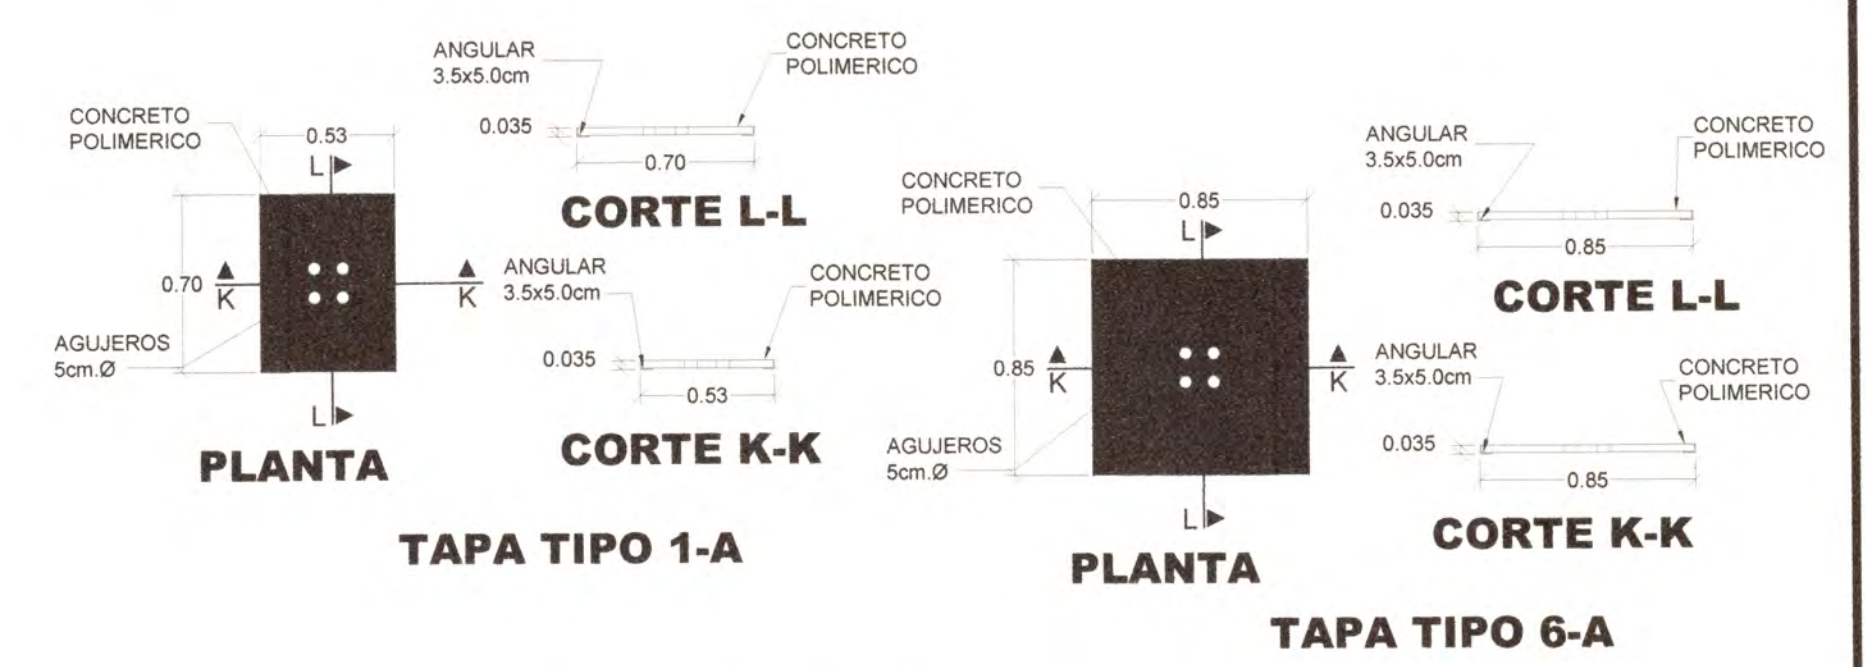 CONCRETO
POLIMERICO
0.53
L
0.70
K
K
AGUJEROS
5cm.Ø
L
PLANTA
ANGULAR
3.5x5.0cm
CONCRETO
POLIMERICO
0.035
0.70
CORTE L-L
ANGULAR
3.5x5.0cm
CONCRETO
POLIMERICO
0.035
0.53
CORTE K-K
TAPA TIPO 1-A
CONCRETO
POLIMERICO
0.85
L
0.85
K
K
AGUJEROS
5cm.Ø
L
PLANTA
ANGULAR
3.5x5.0cm
CONCRETO
POLIMERICO
0.035
0.85
CORTE L-L
ANGULAR
3.5x5.0cm
CONCRETO
POLIMERICO
0.035
0.85
CORTE K-K
TAPA TIPO 6-A